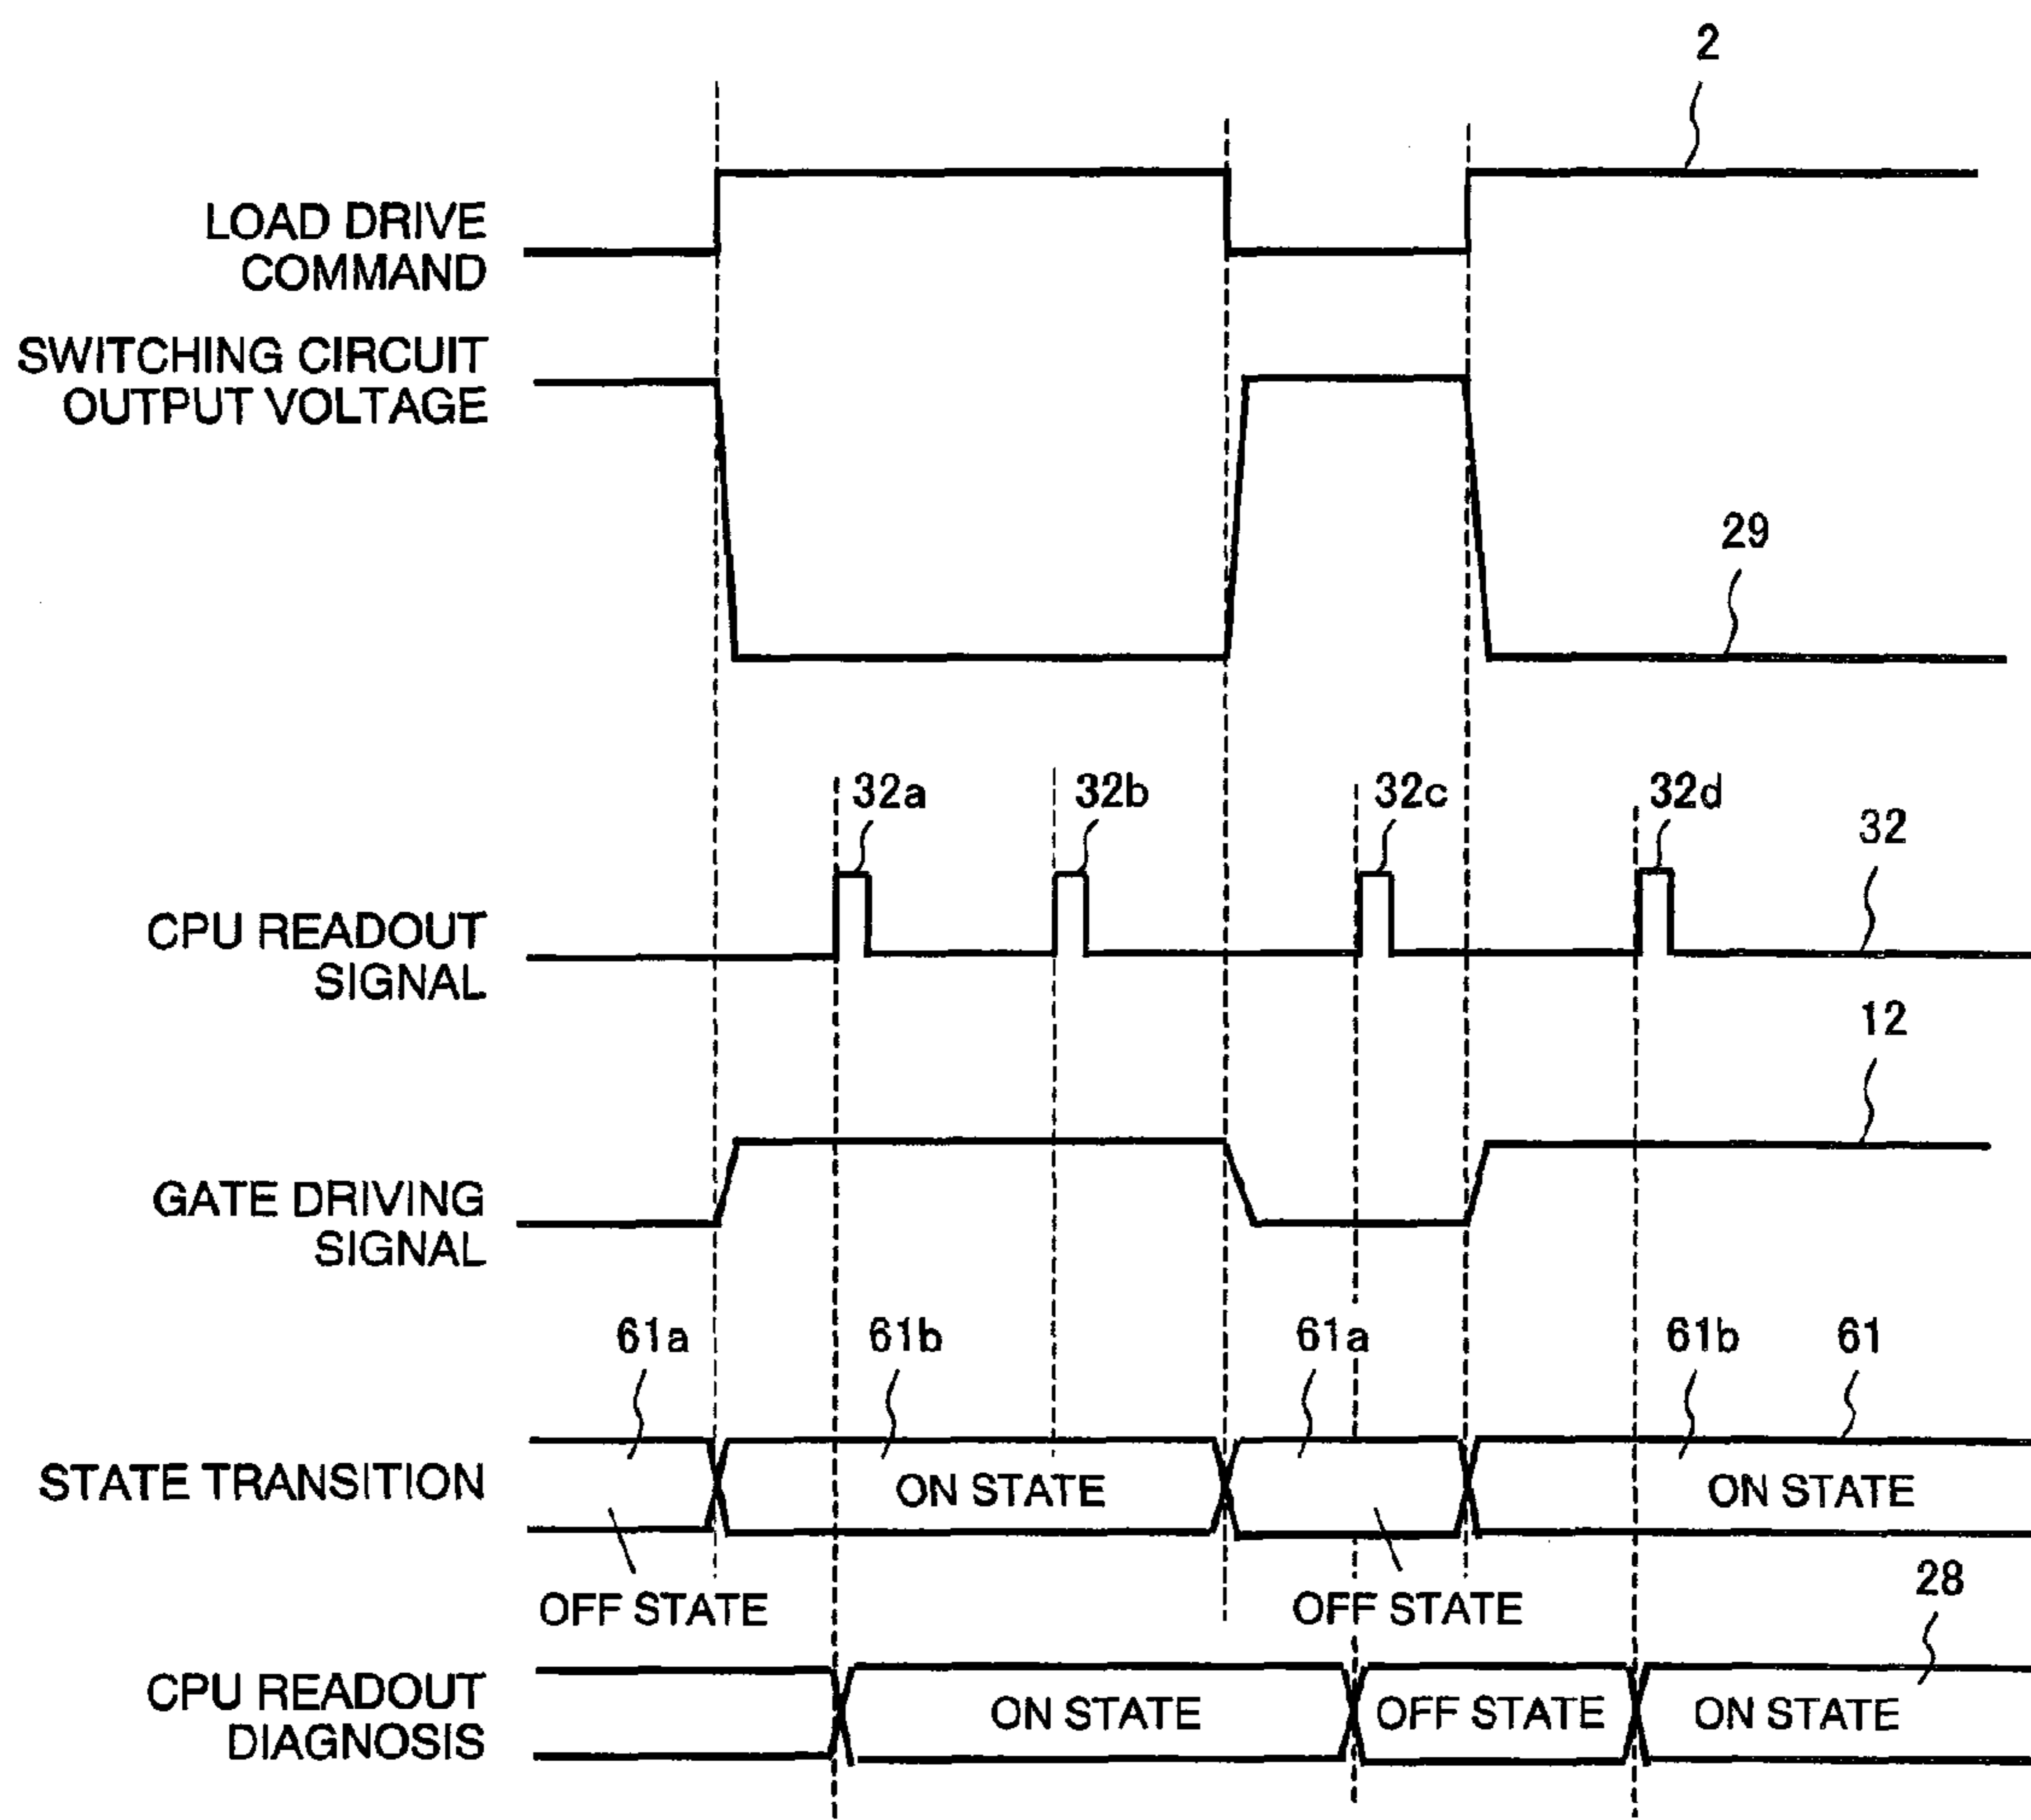 2
LOAD DRIVE
COMMAND
SWITCHING CIRCUIT
OUTPUT VOLTAGE
29
32a
32b
32c
32d
32
CPU READOUT
SIGNAL
12
GATE DRIVING
SIGNAL
61a
61b
61a
61b
61
STATE TRANSITION
ON STATE
ON STATE
OFF STATE
OFF STATE
28
CPU READOUT
DIAGNOSIS
ON STATE
OFF STATE
ON STATE